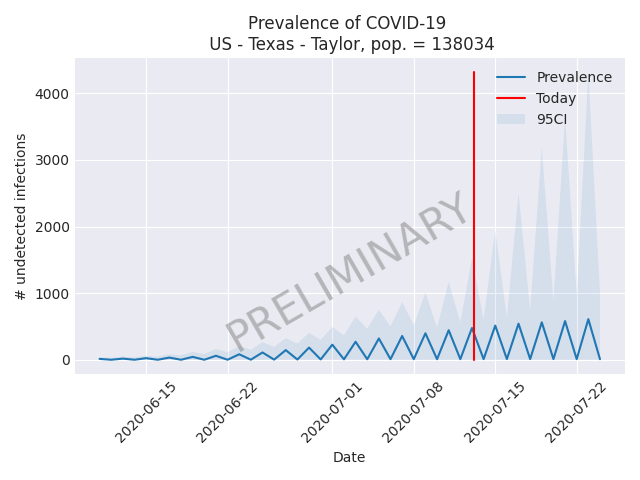 Prevalence of COVID-19
US - Texas - Taylor, pop. = 138034
Prevalence
Today
95CI
4000
3000
2000
1000
0
# undetected infections
PRELIMINARY
2020-06-15
2020-06-22
2020-07-01
2020-07-08
2020-07-15
2020-07-22
Date